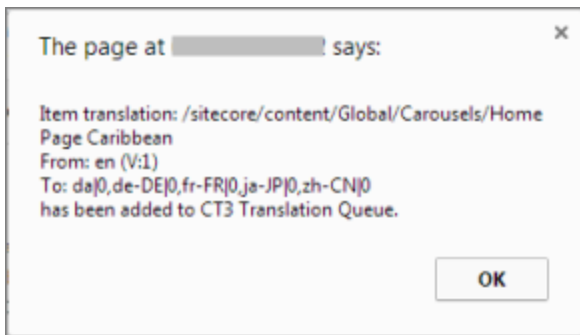 The page at says:
Item translation: /sitecore/content/Global/Carousels/Home
Page Caribbean
From: en (V:1)
To: da|0,de-DE|0,fr-FR|0,ja-JP|0,zh-CN|0
has been added to CT3 Translation Queue.
OK